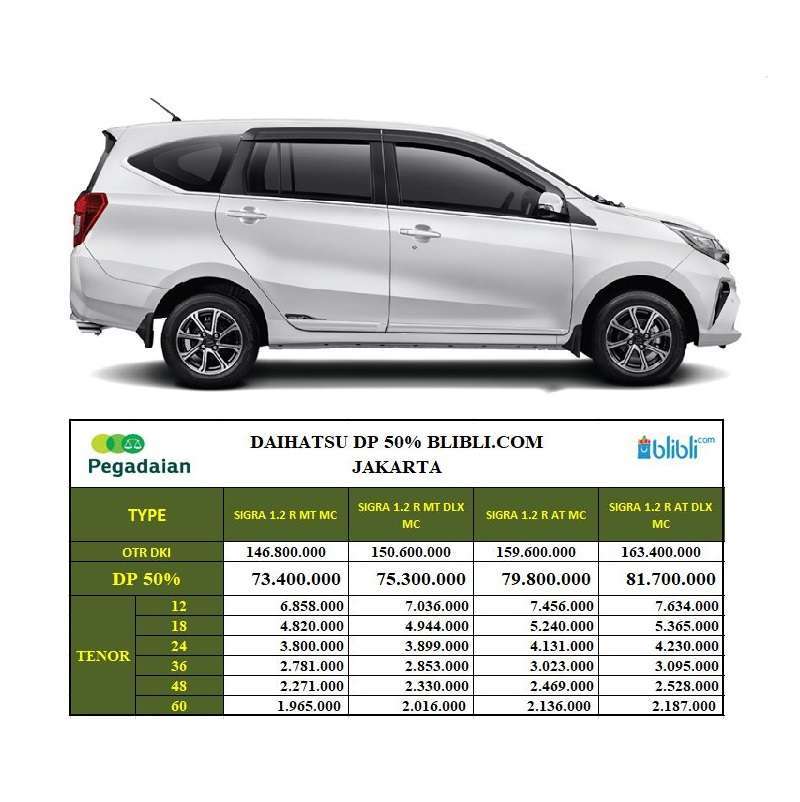 Pegadaian
DAIHATSU DP 50% BLIBLI.COM
JAKARTA
blibli.com
TYPE SIGRA 1.2 R MT MC SIGRA 1.2 R MT DLX MC SIGRA 1.2 R AT MC SIGRA 1.2 R AT DLX MC
OTR DKI 146.800.000 150.600.000 159.600.000 163.400.000
DP 50% 73.400.000 75.300.000 79.800.000 81.700.000
TENOR
12 6.858.000 7.036.000 7.456.000 7.634.000
18 4.820.000 4.944.000 5.240.000 5.365.000
24 3.800.000 3.899.000 4.131.000 4.230.000
36 2.781.000 2.853.000 3.023.000 3.095.000
48 2.271.000 2.330.000 2.469.000 2.528.000
60 1.965.000 2.016.000 2.136.000 2.187.000